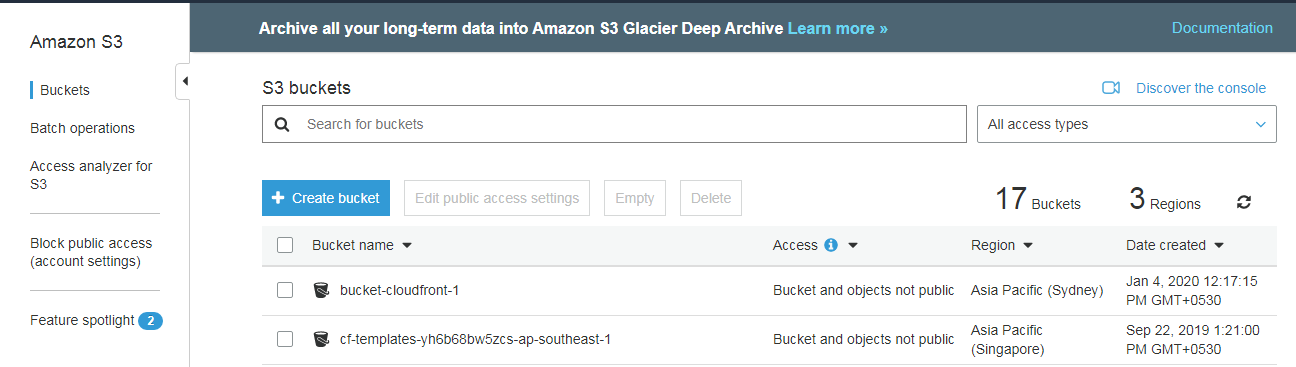 Amazon S3
Buckets
Batch operations
Access analyzer for
S3
Block public access
(account settings)
Feature spotlight 2
Archive all your long-term data into Amazon S3 Glacier Deep Archive Learn more »
Documentation
S3 buckets
Discover the console
Search for buckets
All access types
Create bucket
Edit public access settings
Empty
Delete
17 Buckets
3 Regions
Bucket name Access Region Date created
bucket-cloudfront-1 Bucket and objects not public Asia Pacific (Sydney) Jan 4, 2020 12:17:15
PM GMT+0530
cf-templates-yh6b68bw5zcs-ap-southeast-1 Bucket and objects not public Asia Pacific Sep 22, 2019 1:21:00
(Singapore) PM GMT+0530